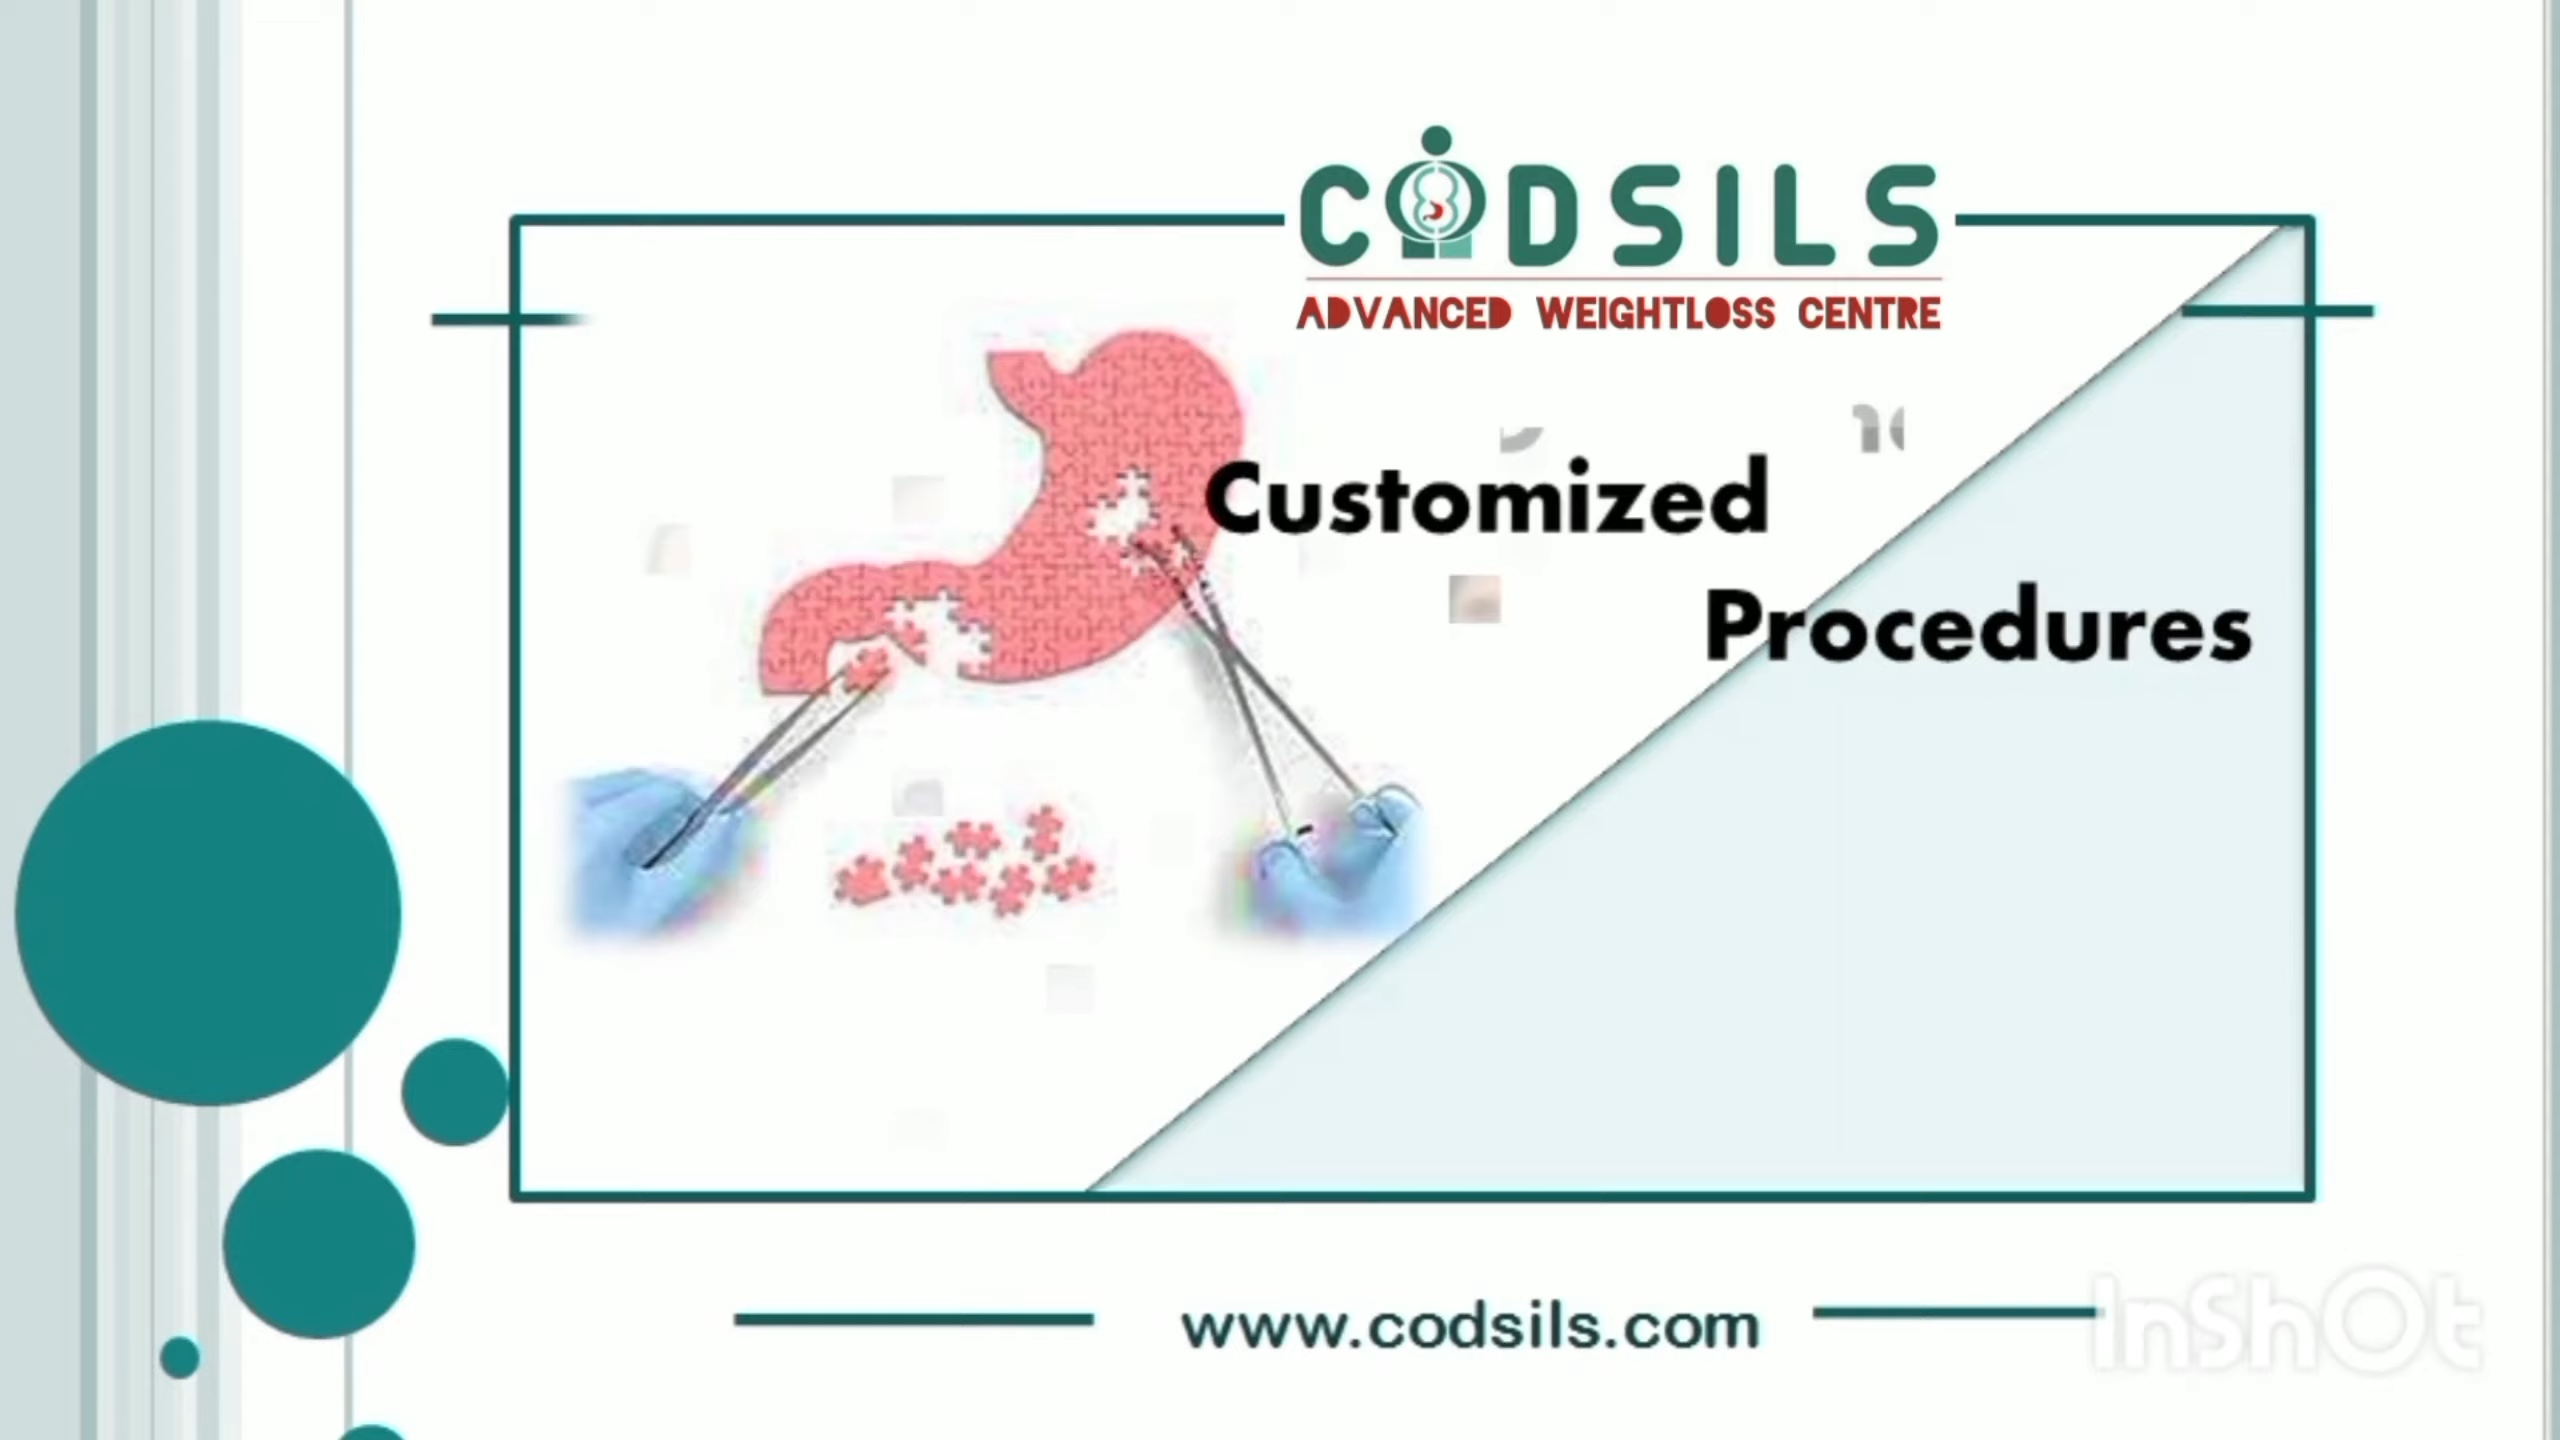 CODSILS
ADVANCED WEIGHTLOSS CENTRE
Customized
Procedures
www.codsils.com
InShOt